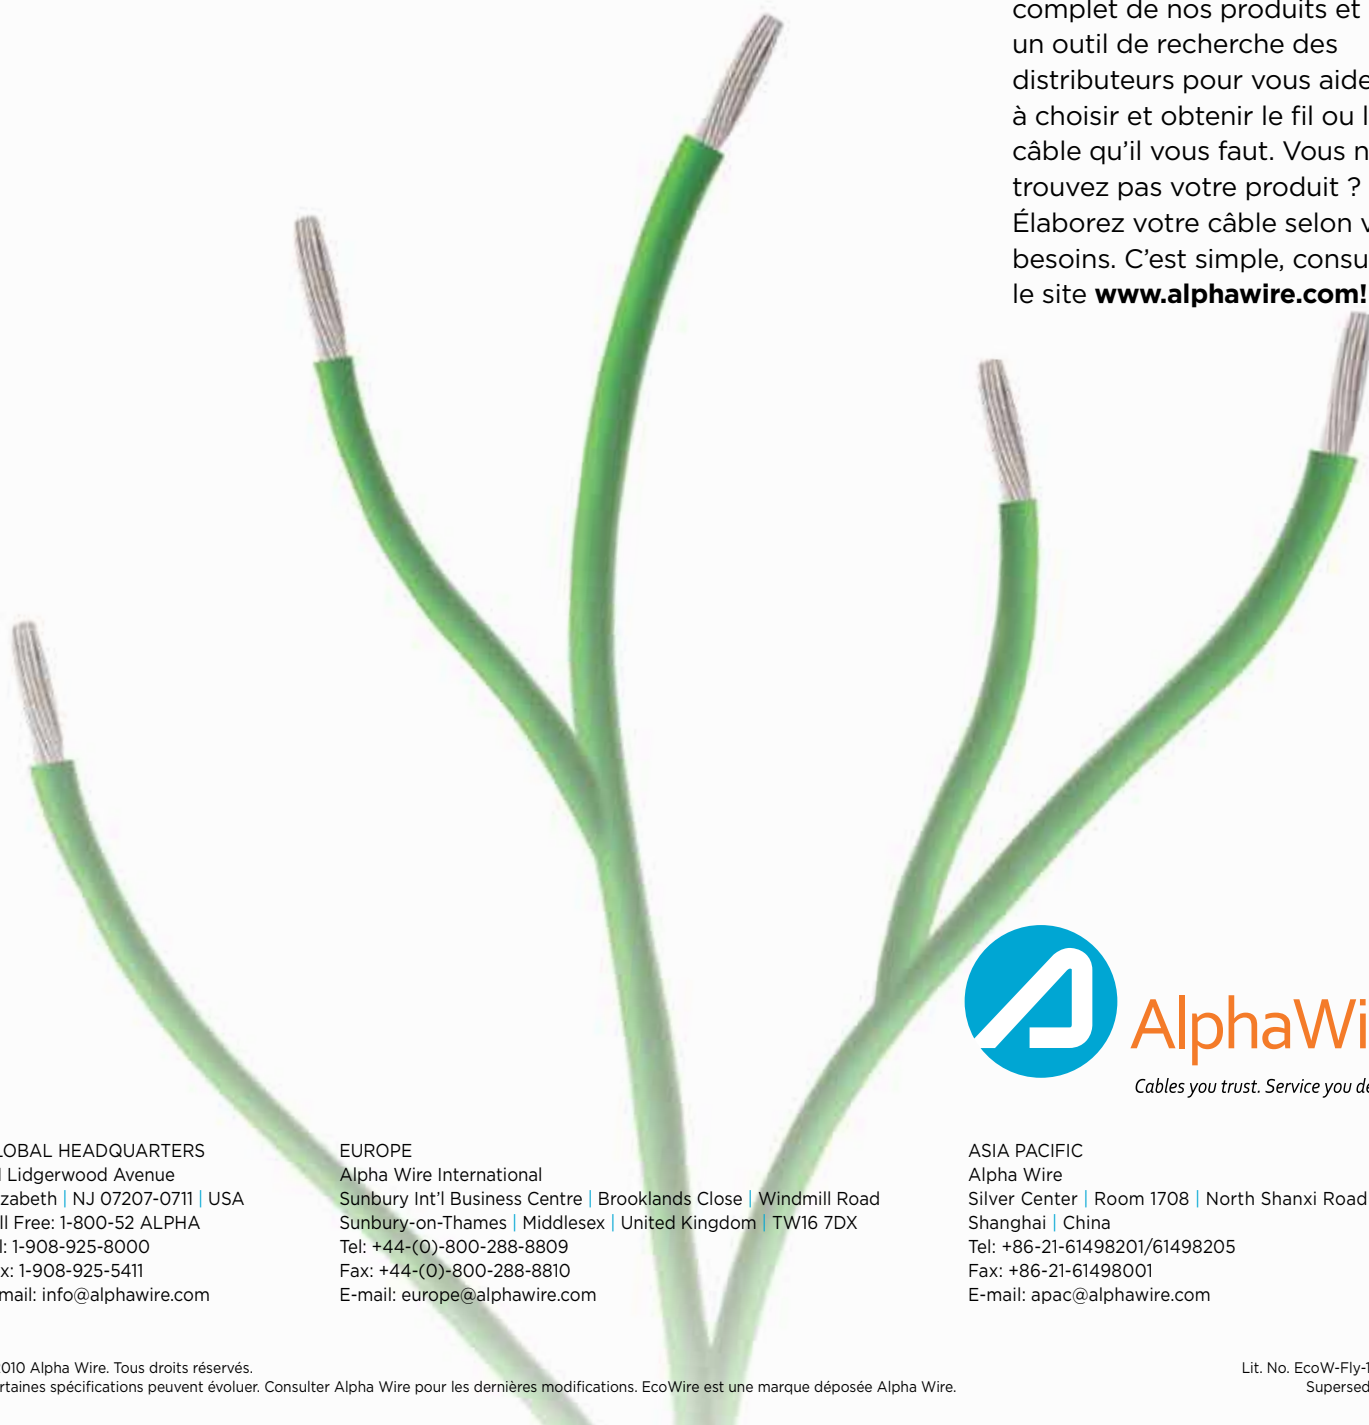 complet de nos produits et
un outil de recherche des
distributeurs pour vous aide
à choisir et obtenir le fil ou l
câble qu'il vous faut. Vous n
trouvez pas votre produit ?
Élaborez votre câble selon v
besoins. C'est simple, consu
le site www.alphawire.com!
AlphaWi
Cables you trust. Service you de
LOBAL HEADQUARTERS
Lidgerwood Avenue
zabeth | NJ 07207-0711 | USA
ll Free: 1-800-52 ALPHA
l: 1-908-925-8000
x: 1-908-925-5411
mail: info@alphawire.com
EUROPE
Alpha Wire International
Sunbury Int'l Business Centre | Brooklands Close | Windmill Road
Sunbury-on-Thames | Middlesex | United Kingdom | TW16 7DX
Tel: +44-(0)-800-288-8809
Fax: +44-(0)-800-288-8810
E-mail: europe@alphawire.com
ASIA PACIFIC
Alpha Wire
Silver Center | Room 1708 | North Shanxi Road
Shanghai | China
Tel: +86-21-61498201/61498205
Fax: +86-21-61498001
E-mail: apac@alphawire.com
010 Alpha Wire. Tous droits réservés.
rtaines spécifications peuvent évoluer. Consulter Alpha Wire pour les dernières modifications. EcoWire est une marque déposée Alpha Wire.
Lit. No. EcoW-Fly-1
Supersed